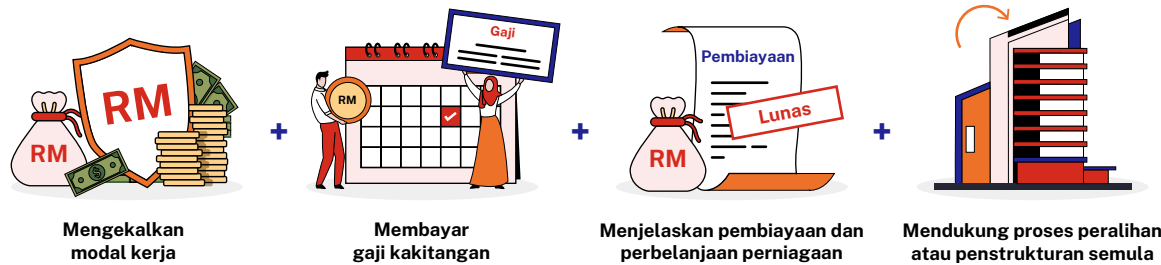 RM
RM
Gaji
RM
Pembiayaan
Lunas
RM
Mengekalkan
modal kerja
Membayar
gaji kakitangan
Menjelaskan pembiayaan dan
perbelanjaan perniagaan
Mendukung proses peralihan
atau penstrukturan semula